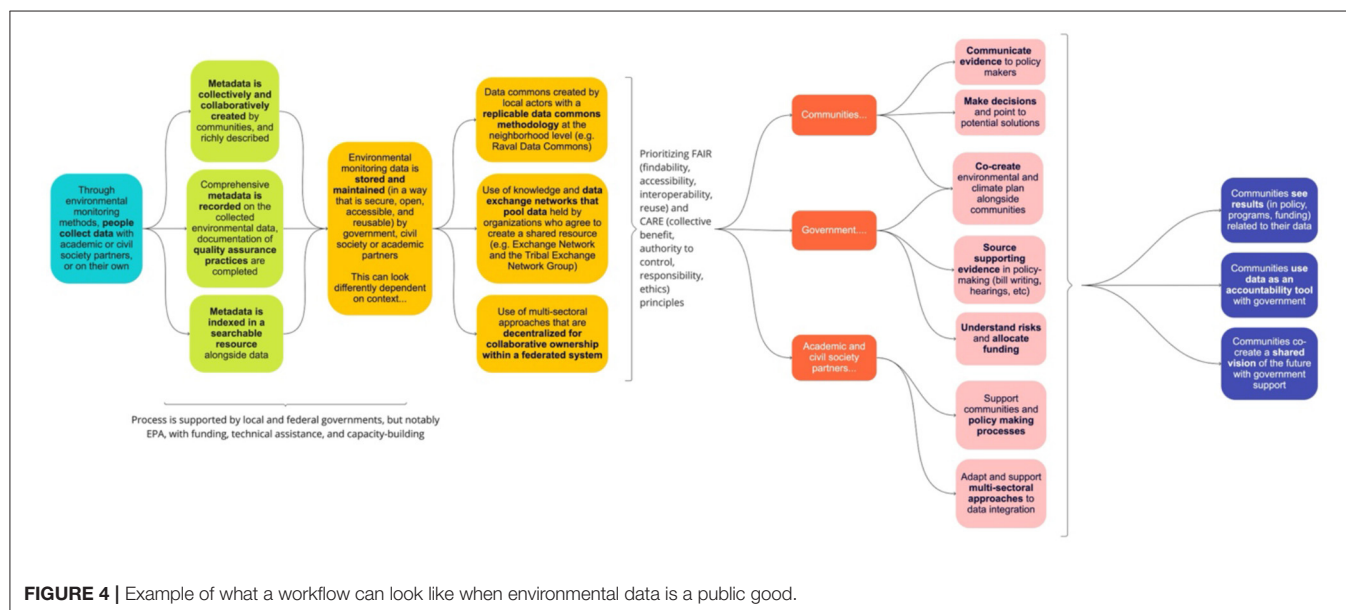 Through
environmental
monitoring
methods, people
collect data with
academic or civil
society partners,
or on their own
Metadata is
collectively and
collaboratively
created by
communities, and
richly described
Comprehensive
metadata is
recorded on the
collected
environmental data,
documentation of
quality assurance
practices are
completed
Metadata is
indexed in a
searchable
resource
alongside data
Process is supported by local and federal governments, but notably
EPA, with funding, technical assistance, and capacity-building
Environmental
monitoring data is
stored and
maintained (in a way
that is secure, open,
accessible, and
reusable) by
government, civil
society or academic
partners
This can look
differently dependent
on context...
Data commons created by
local actors with a
replicable data commons
methodology at the
neighborhood level (e.g.
Raval Data Commons)
Use of knowledge and data
exchange networks that
pool data held by
organizations who agree to
create a shared resource
(e.g. Exchange Network
and the Tribal Exchange
Network Group)
Use of multi-sectoral
approaches that are
decentralized for
collaborative ownership
within a federated system
Prioritizing FAIR
(findability,
accessibility,
interoperability,
reuse) and
CARE (collective
benefit,
authority to
control,
responsibility,
ethics)
principles
Communities...
Government....
Academic and
civil society
partners...
Communicate
evidence to policy
makers
Make decisions
and point to
potential solutions
Co-create
environmental and
climate plan
alongside
communities
Source
supporting
evidence in policy-
making (bill writing,
hearings, etc)
Understand risks
and allocate
funding
Support
communities and
policy making
processes
Adapt and support
multi-sectoral
approaches to
data integration
Communities see
results (in policy,
programs, funding)
related to their data
Communities use
data as an
accountability tool
with government
Communities co-
create a shared
vision of the future
with government
support
FIGURE 4 | Example of what a workflow can look like when environmental data is a public good.